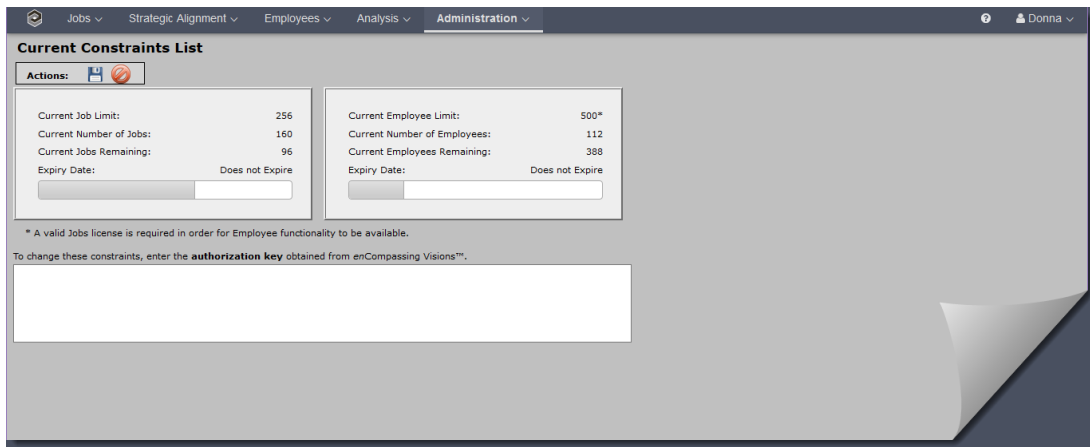 Jobs Strategic Alignment Employees Analysis Administration Donna
Current Constraints List
Actions:
Current Job Limit: 256
Current Number of Jobs: 160
Current Jobs Remaining: 96
Expiry Date: Does not Expire
Current Employee Limit: 500*
Current Number of Employees: 112
Current Employees Remaining: 388
Expiry Date: Does not Expire
* A valid Jobs license is required in order for Employee functionality to be available.
To change these constraints, enter the authorization key obtained from enCompassing Visions™.